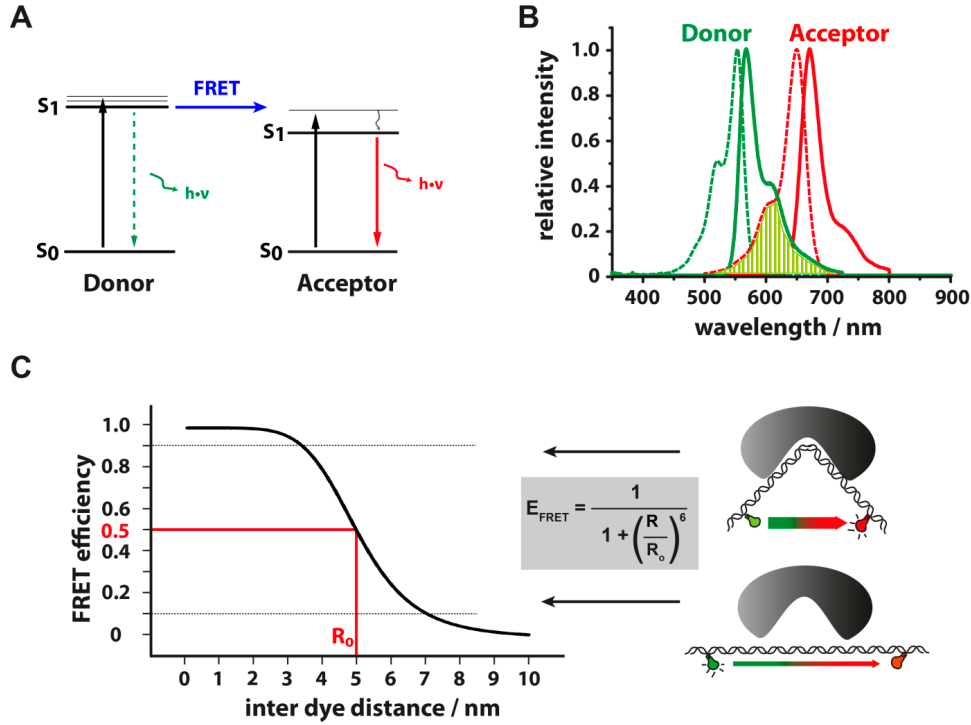 A
S1
FRET
S1
h•ν
h•ν
S0
S0
Donor
Acceptor
B
Donor
Acceptor
relative intensity
1.0
0.8
0.6
0.4
0.2
0
400
500
600
700
800
900
wavelength / nm
C
FRET efficiency
1.0
0.8
0.6
0.5
0.4
0.2
0
R0
0
1
2
3
4
5
6
7
8
9
10
inter dye distance / nm
E_FRET = 1 / (1 + (R / R_o)^6)